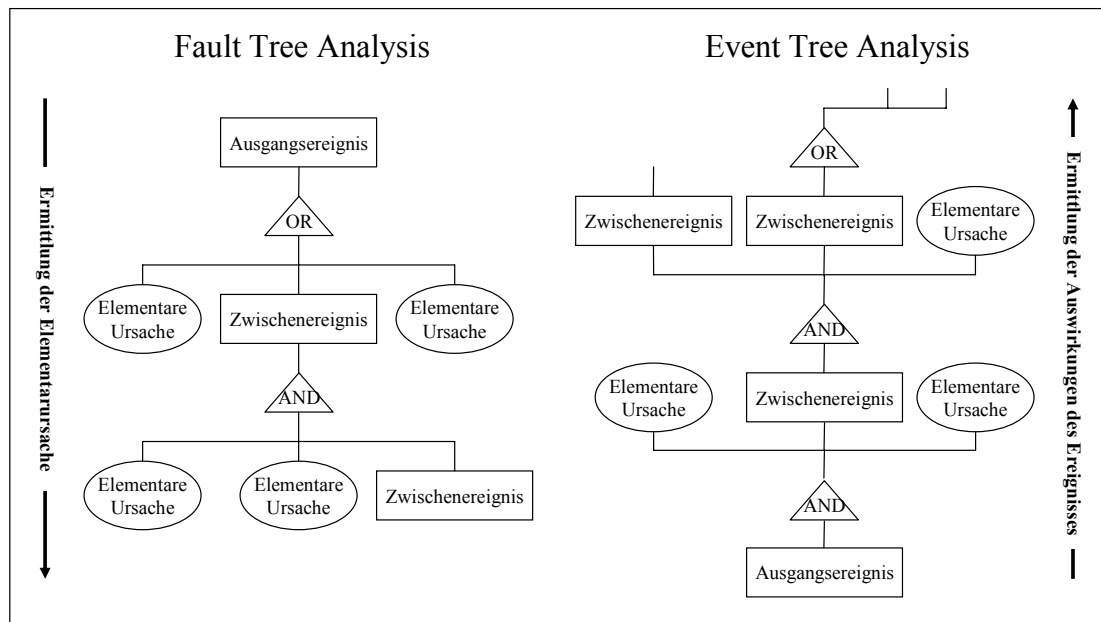 Fault Tree Analysis
Ermittlung der Elementarursache
Ausgangsereignis
OR
Elementare
Ursache
Zwischenereignis
Elementare
Ursache
AND
Elementare
Ursache
Elementare
Ursache
Zwischenereignis
Event Tree Analysis
OR
Zwischenereignis
Zwischenereignis
Elementare
Ursache
AND
Elementare
Ursache
Zwischenereignis
Elementare
Ursache
AND
Ausgangsereignis
Ermittlung der Auswirkungen des Ereignisses